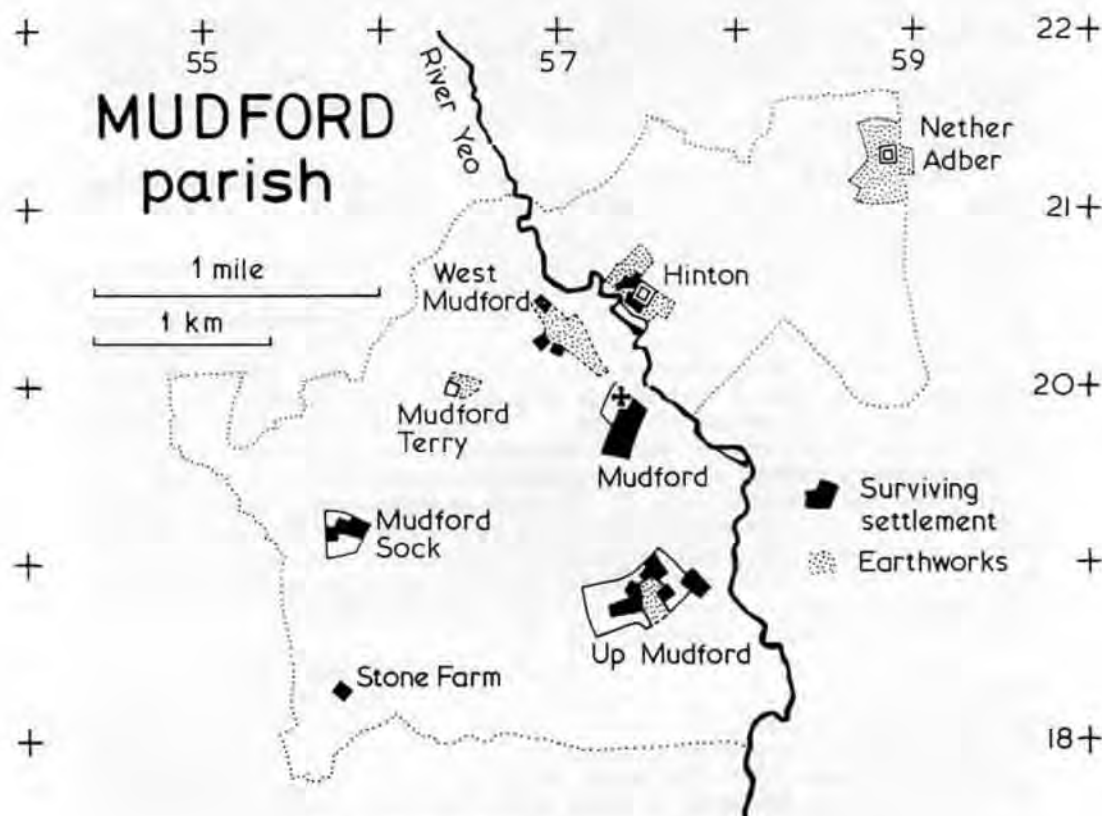 55
57
59
22
MUDFORD
parish
River Yeo
Nether
Adber
21
1 mile
1 km
West
Mudford
Hinton
20
Mudford
Terry
Mudford
Surviving
settlement
Earthworks
Mudford
Sock
Up Mudford
Stone Farm
18